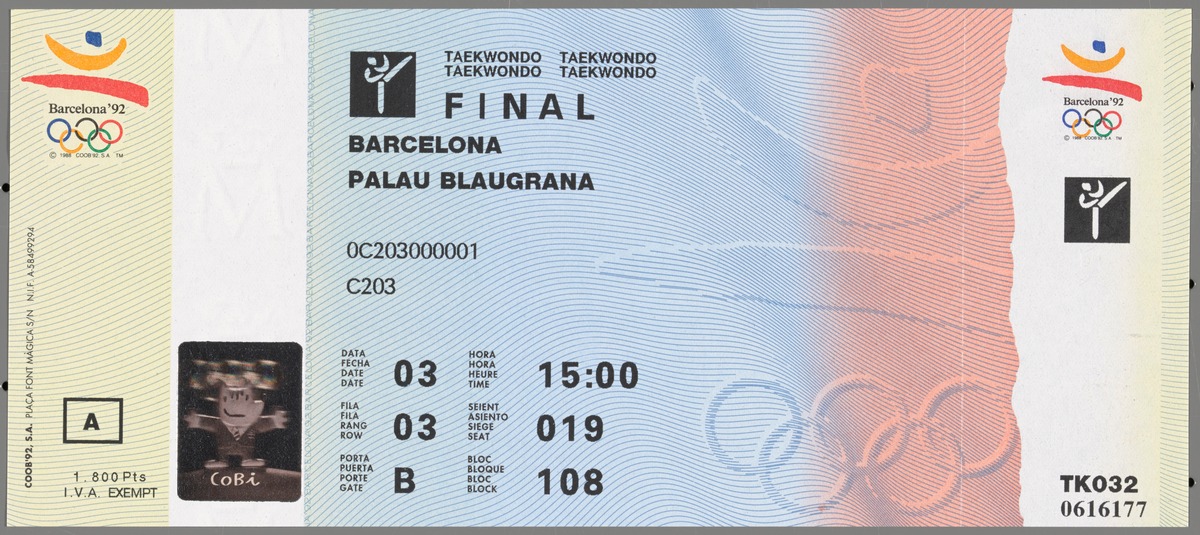 Barcelona'92
© 1988 COOB'92, S.A. TM
COOB'92, S.A. PLAÇA FONT MÀGICA S/N N.I.F. A-58499294
A
1.800 Pts
I.V.A. EXEMPT
COBi
TAEKWONDO TAEKWONDO
TAEKWONDO TAEKWONDO
FINAL
BARCELONA
PALAU BLAUGRANA
0C203000001
C203
DATA
FECHA
DATE
DATE
03
HORA
HORA
HEURE
TIME
15:00
FILA
FILA
RANG
ROW
03
SEIENT
ASIENTO
SIEGE
SEAT
019
PORTA
PUERTA
PORTE
GATE
B
BLOC
BLOQUE
BLOC
BLOCK
108
Barcelona'92
© 1988 COOB'92, S.A. TM
TK032
0616177